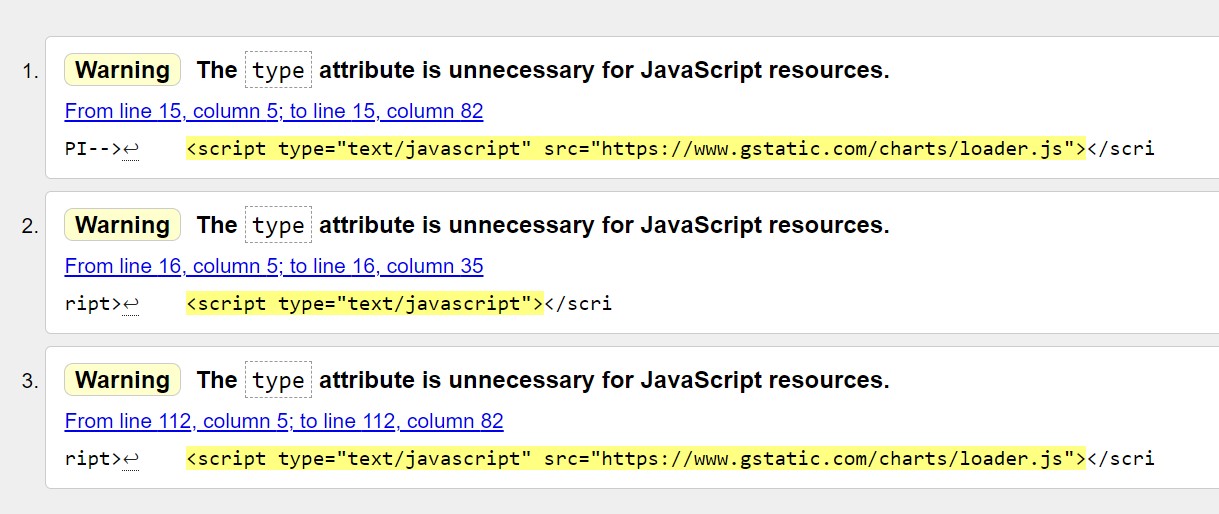 1. Warning The type attribute is unnecessary for JavaScript resources.
From line 15, column 5; to line 15, column 82
PI-->↩    <script type="text/javascript" src="https://www.gstatic.com/charts/loader.js"></scri
2. Warning The type attribute is unnecessary for JavaScript resources.
From line 16, column 5; to line 16, column 35
ript>↩    <script type="text/javascript"></scri
3. Warning The type attribute is unnecessary for JavaScript resources.
From line 112, column 5; to line 112, column 82
ript>↩    <script type="text/javascript" src="https://www.gstatic.com/charts/loader.js"></scri